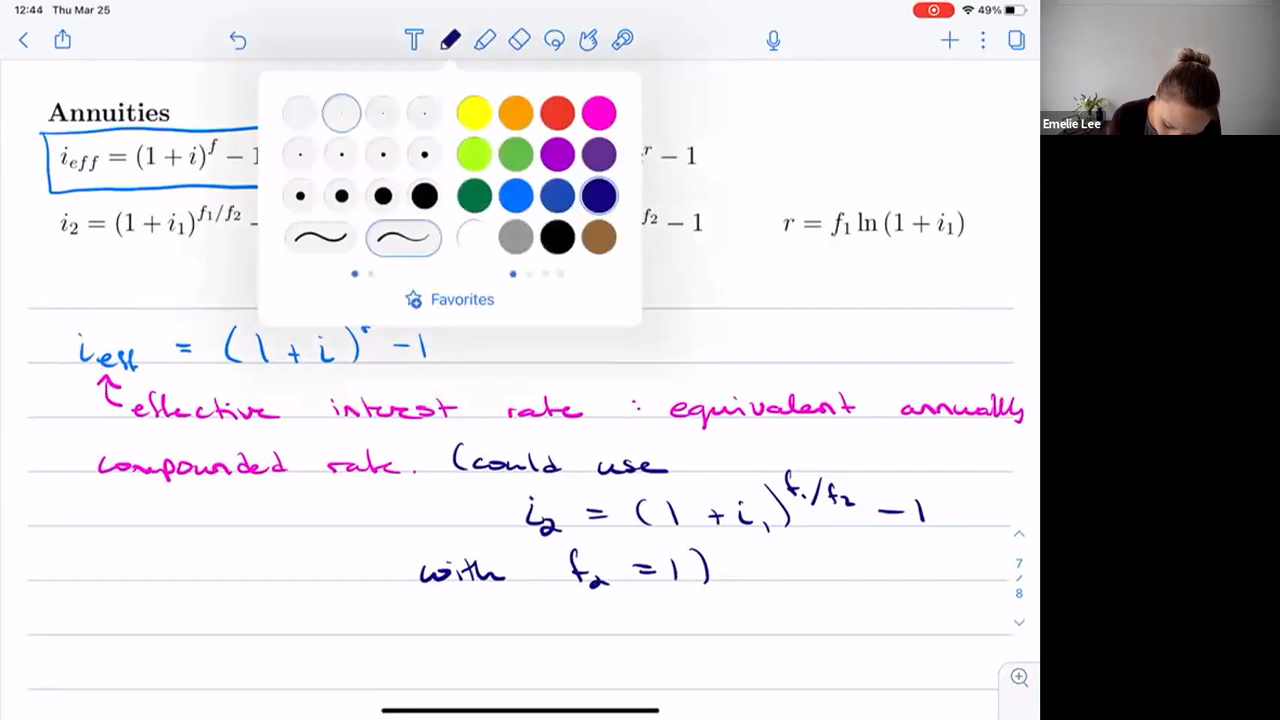 12:44 Thu Mar 25
49%
Annuities
i_eff = (1 + i)^f − 1
r − 1
i_2 = (1 + i_1)^{f_1/f_2} -
f_2 − 1
r = f_1 ln (1 + i_1)
Favorites
i_eff = (1 + i) − 1
effective interest rate : equivalent annually
compounded rate. (could use
i_2 = (1 + i_1)^{f_1/f_2} − 1
with f_2 = 1)
7
/
8
Emelie Lee